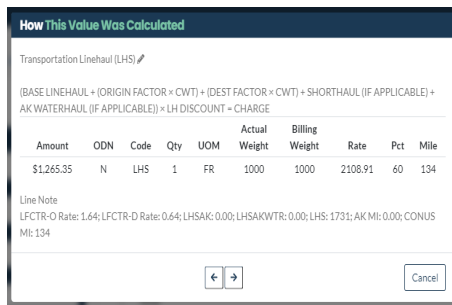 How This Value Was Calculated
Transportation Linehaul (LHS)
(BASE LINEHAUL + (ORIGIN FACTOR × CWT) + (DEST FACTOR × CWT) + SHORTHAUL (IF APPLICABLE) +
AK WATERHAUL (IF APPLICABLE)) × LH DISCOUNT = CHARGE
Actual Billing
Amount ODN Code Qty UOM Weight Weight Rate Pct Mile
$1,265.35 N LHS 1 FR 1000 1000 2108.91 60 134
Line Note
LFCTR-O Rate: 1.64; LFCTR-D Rate: 0.64; LHSAK: 0.00; LHSAKWTR: 0.00; LHS: 1731; AK MI: 0.00; CONUS
MI: 134
Cancel